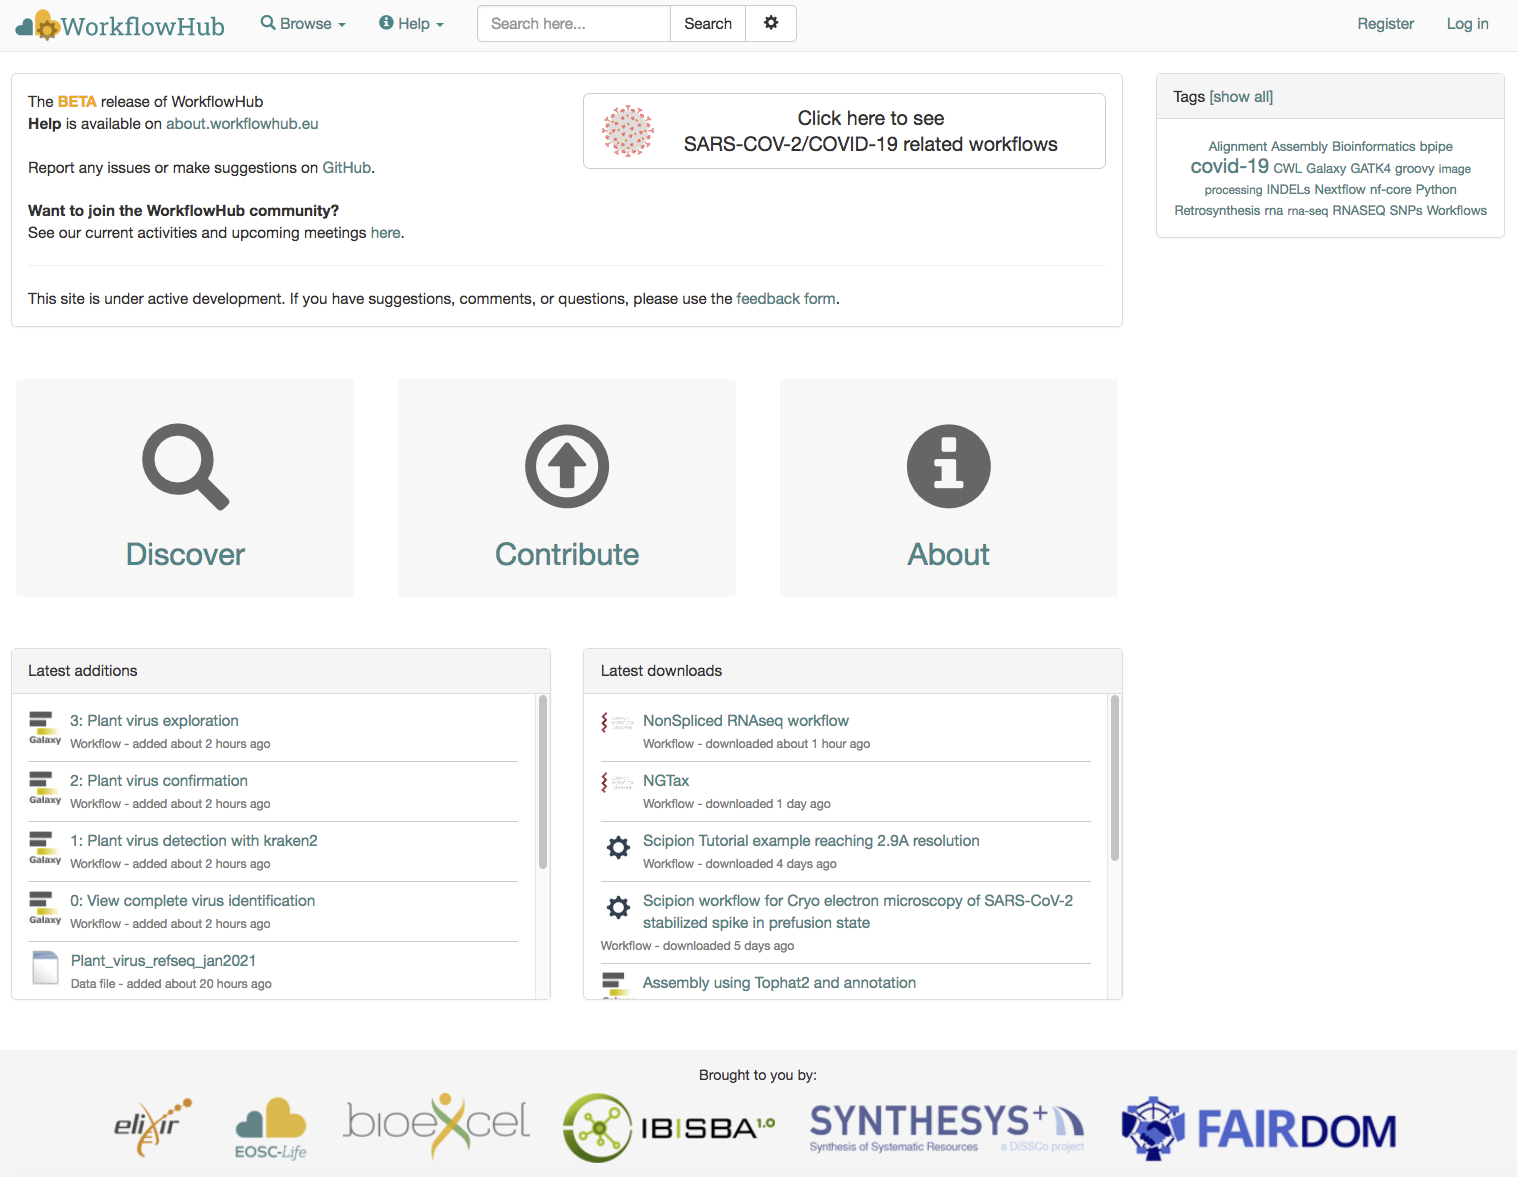 WorkflowHub
Browse
Help
Search here...
Search
Register
Log in
The BETA release of WorkflowHub
Help is available on about.workflowhub.eu
Report any issues or make suggestions on GitHub.
Want to join the WorkflowHub community?
See our current activities and upcoming meetings here.
Click here to see
SARS-COV-2/COVID-19 related workflows
This site is under active development. If you have suggestions, comments, or questions, please use the feedback form.
Tags [show all]
Alignment Assembly Bioinformatics bpipe
covid-19 CWL Galaxy GATK4 groovy image
processing INDELs Nextflow nf-core Python
Retrosynthesis rna rna-seq RNASEQ SNPs Workflows
Discover
Contribute
About
Latest additions
Galaxy
3: Plant virus exploration
Workflow - added about 2 hours ago
Galaxy
2: Plant virus confirmation
Workflow - added about 2 hours ago
Galaxy
1: Plant virus detection with kraken2
Workflow - added about 2 hours ago
Galaxy
0: View complete virus identification
Workflow - added about 2 hours ago
Plant_virus_refseq_jan2021
Data file - added about 20 hours ago
Latest downloads
NonSpliced RNAseq workflow
Workflow - downloaded about 1 hour ago
NGTax
Workflow - downloaded 1 day ago
Scipion Tutorial example reaching 2.9A resolution
Workflow - downloaded 4 days ago
Scipion workflow for Cryo electron microscopy of SARS-CoV-2
stabilized spike in prefusion state
Workflow - downloaded 5 days ago
Assembly using Tophat2 and annotation
Brought to you by:
elixir
EOSC-Life
bioexcel
IBISBA 1.0
SYNTHESYS+
Synthesis of Systematic Resources
a DiSSCo project
FAIRDOM